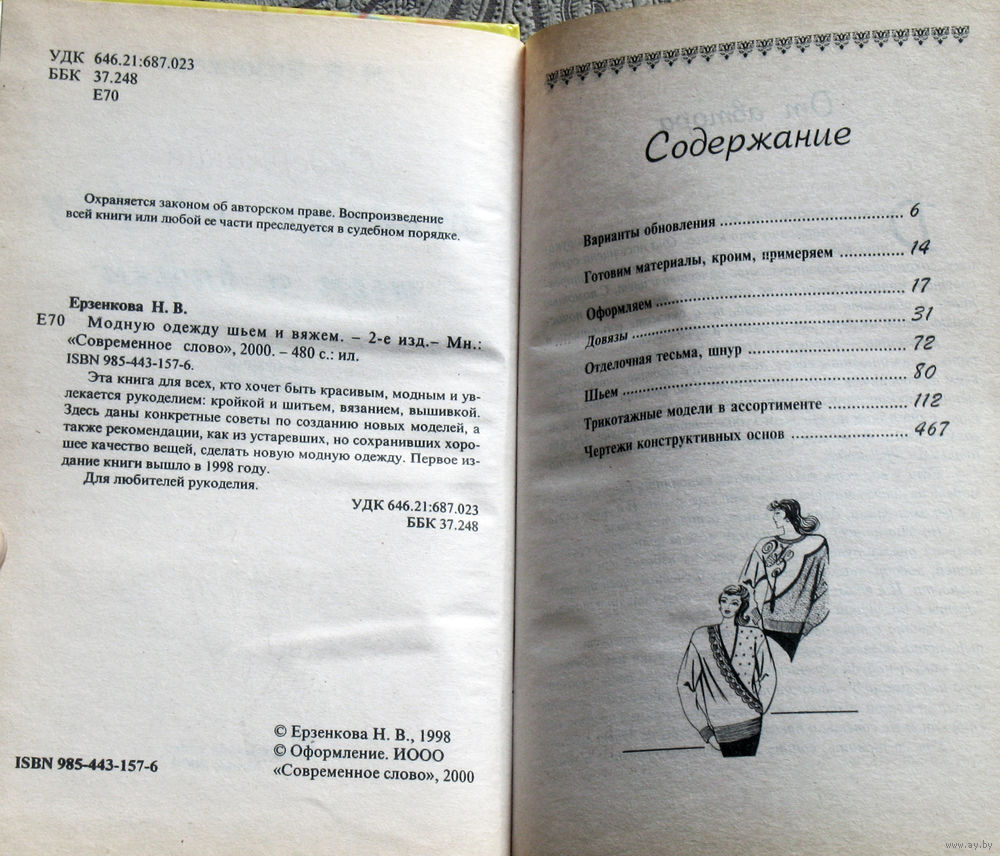 УДК 646.21:687.023
ББК 37.248
Е70
Охраняется законом об авторском праве. Воспроизведение
всей книги или любой ее части преследуется в судебном порядке.
Ерзенкова Н. В.
Е70 Модную одежду шьем и вяжем. – 2-е изд.– Мн.:
«Современное слово», 2000. – 480 с.: ил.
ISBN 985-443-157-6.
Эта книга для всех, кто хочет быть красивым, модным и ув-
лекается рукоделием: кройкой и шитьем, вязанием, вышивкой.
Здесь даны конкретные советы по созданию новых моделей, а
также рекомендации, как из устаревших, но сохранивших хоро-
шее качество вещей, сделать новую модную одежду. Первое из-
дание книги вышло в 1998 году.
Для любителей рукоделия.
УДК 646.21:687.023
ББК 37.248
ISBN 985-443-157-6
© Ерзенкова Н. В., 1998
© Оформление. ИООО
«Современное слово», 2000
Содержание
Варианты обновления ........ 6
Готовим материалы, кроим, примеряем ........ 14
Оформляем ........ 17
Довязы ........ 31
Отделочная тесьма, шнур ........ 72
Шьем ........ 80
Трикотажные модели в ассортименте ........ 112
Чертежи конструктивных основ ........ 467
www.ay.by